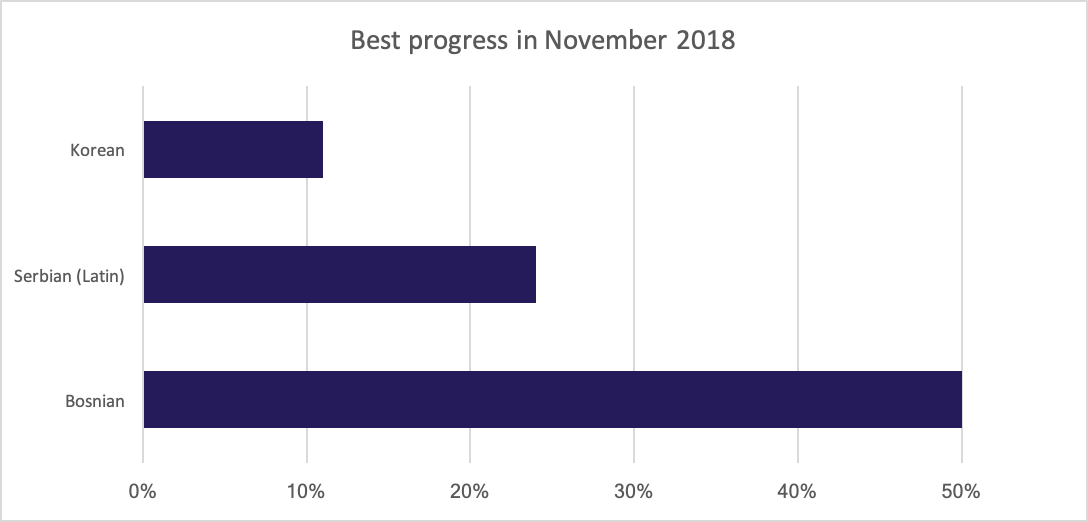 Best progress in November 2018
Korean
Serbian (Latin)
Bosnian
0% 10% 20% 30% 40% 50%